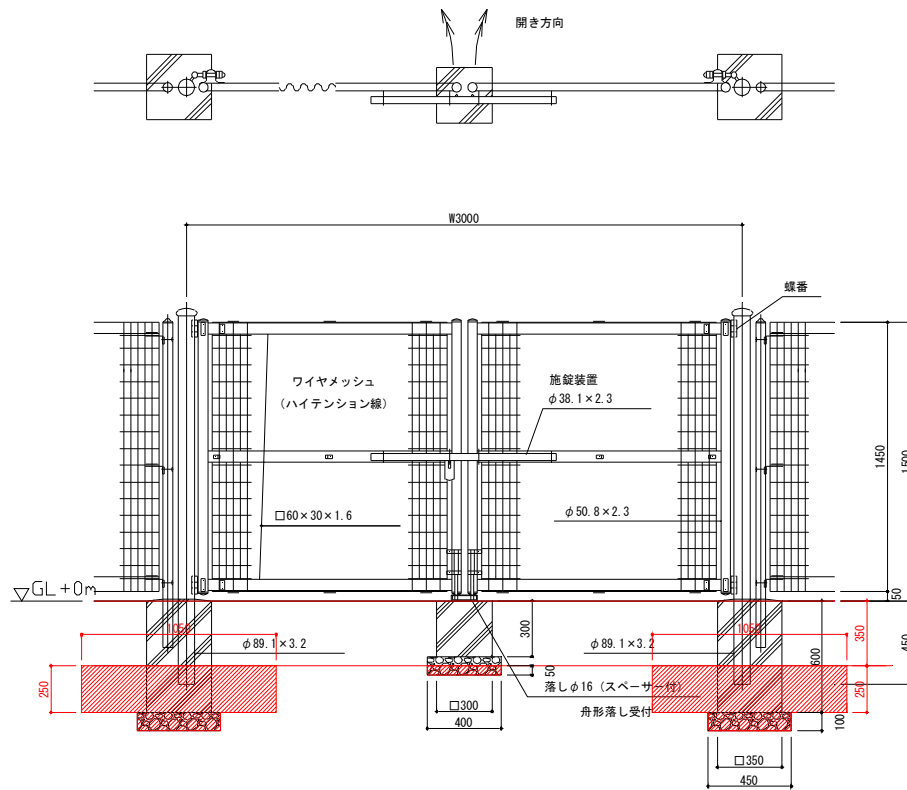 開き方向
W3000
蝶番
ワイヤメッシュ
(ハイテンション線)
施錠装置
φ38.1×2.3
1450
1500
□60×30×1.6
φ50.8×2.3
▽GL+0m
50
1050
φ89.1×3.2
300
φ89.1×3.2
1050
350
600
450
250
50
落しφ16(スペーサー付)
舟形落し受付
250
□300
400
100
□350
450